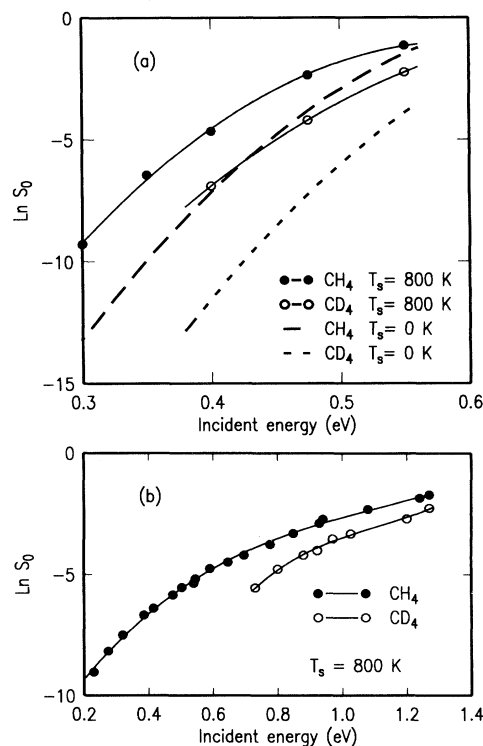 0
(a)
-5
Ln S₀
-10
CH₄ Tₛ= 800 K
CD₄ Tₛ= 800 K
CH₄ Tₛ= 0 K
CD₄ Tₛ= 0 K
-15
0.3 0.4 0.5 0.6
Incident energy (eV)
0
(b)
Ln S₀
-5
CH₄
CD₄
Tₛ = 800 K
-10
0.2 0.4 0.6 0.8 1.0 1.2 1.4
Incident energy (eV)